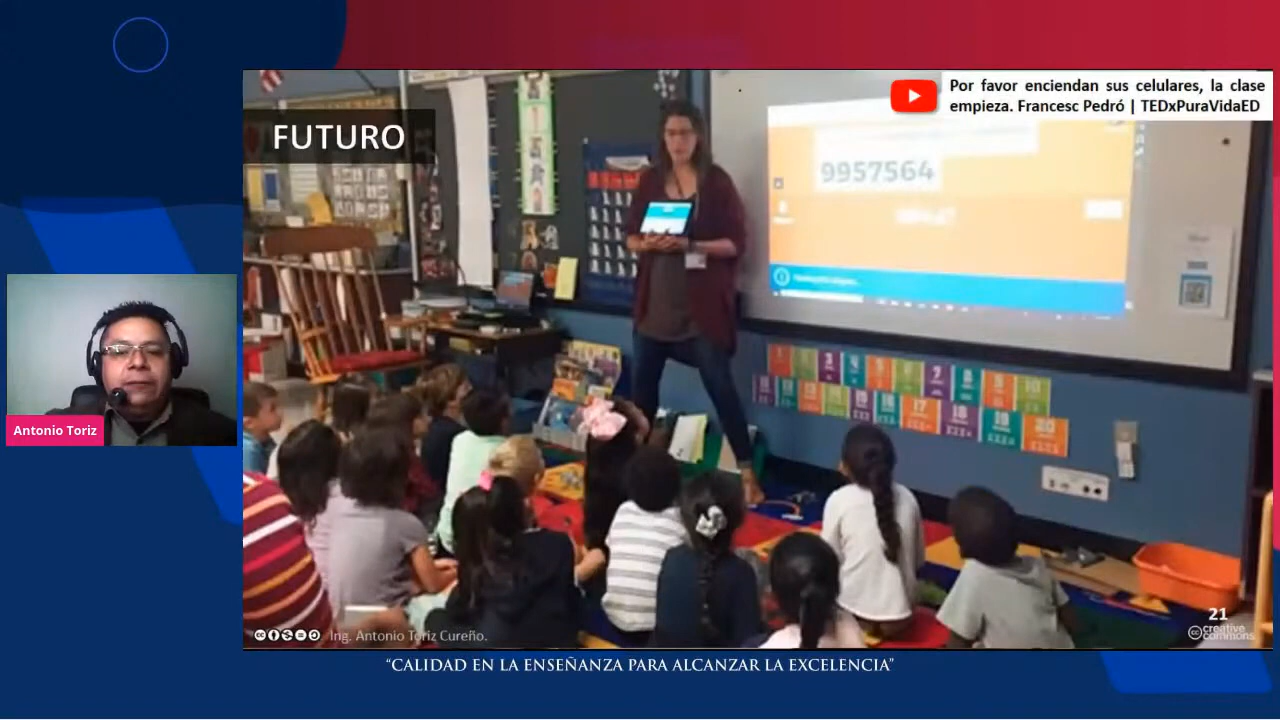 Por favor enciendan sus celulares, la clase
empieza. Francesc Pedró | TEDxPuraVidaED
FUTURO
9957564
Antonio Toriz
21
Ing. Antonio Toriz Cureño.
creative
commons
“CALIDAD EN LA ENSEÑANZA PARA ALCANZAR LA EXCELENCIA”